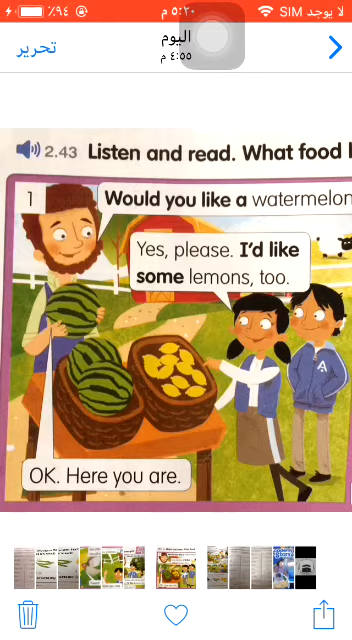 لا يوجد SIM
٥:٢٠ م
٪٩٤
اليوم
٤:٥٥ م
تحرير
2.43 Listen and read. What food
1
Would you like a watermelon
Yes, please. I'd like
some lemons, too.
A
OK. Here you are.